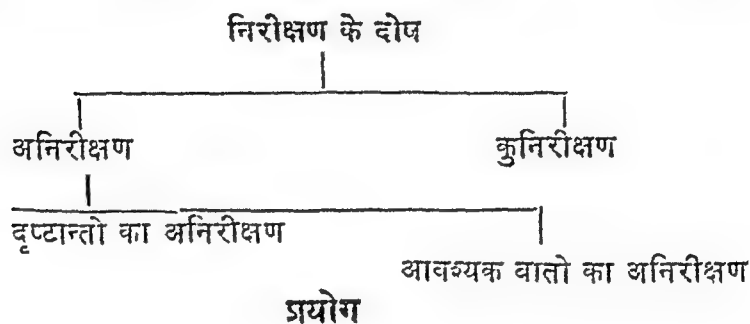 निरीक्षण के दोष
अनिरीक्षण कुनिरीक्षण
दृष्टान्तो का अनिरीक्षण
आवश्यक वातो का अनिरीक्षण
प्रयोग